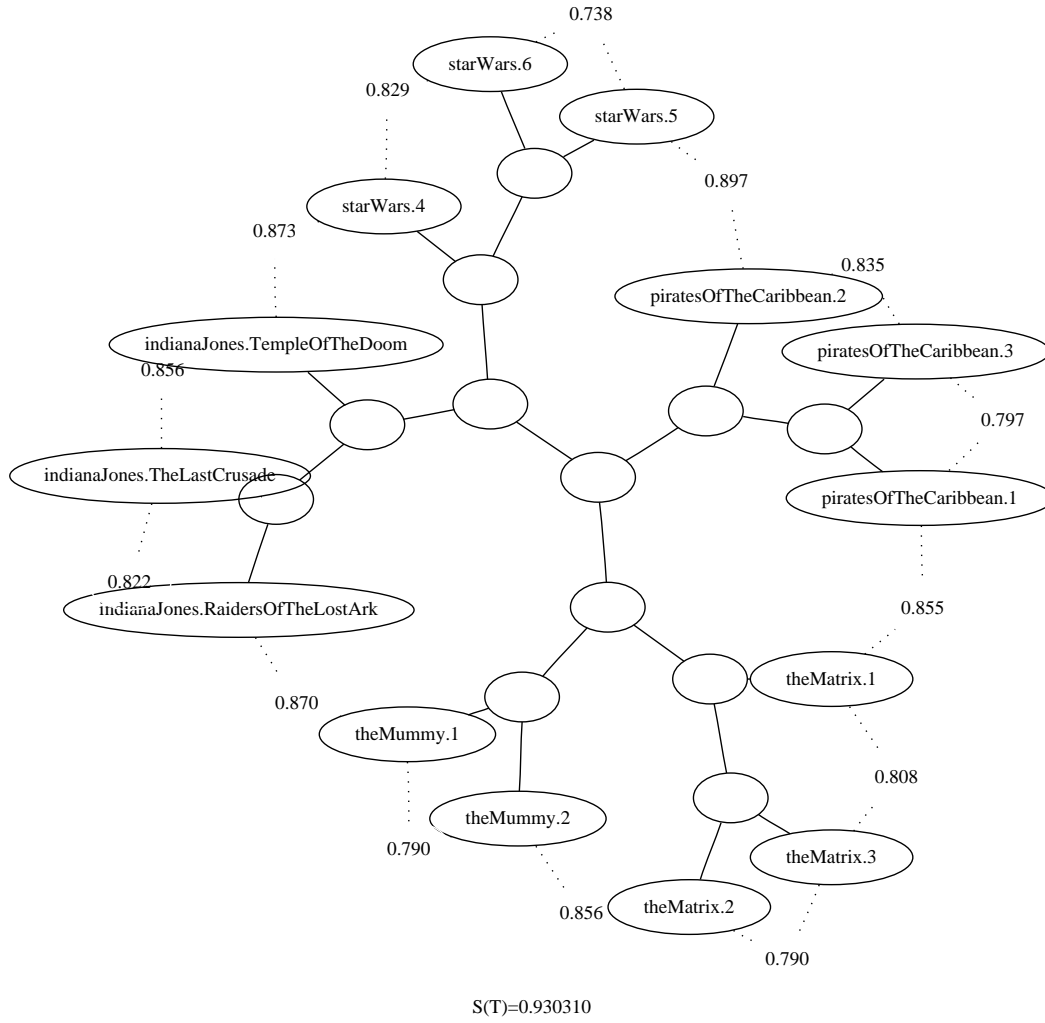 0.738
starWars.6
0.829
starWars.5
0.897
starWars.4
0.873
0.835
piratesOfTheCaribbean.2
indianaJones.TempleOfTheDoom
piratesOfTheCaribbean.3
0.856
0.797
indianaJones.TheLastCrusade
piratesOfTheCaribbean.1
0.822
indianaJones.RaidersOfTheLostArk
0.855
theMatrix.1
0.870
theMummy.1
0.808
theMummy.2
0.790
theMatrix.3
theMatrix.2
0.856
0.790
S(T)=0.930310